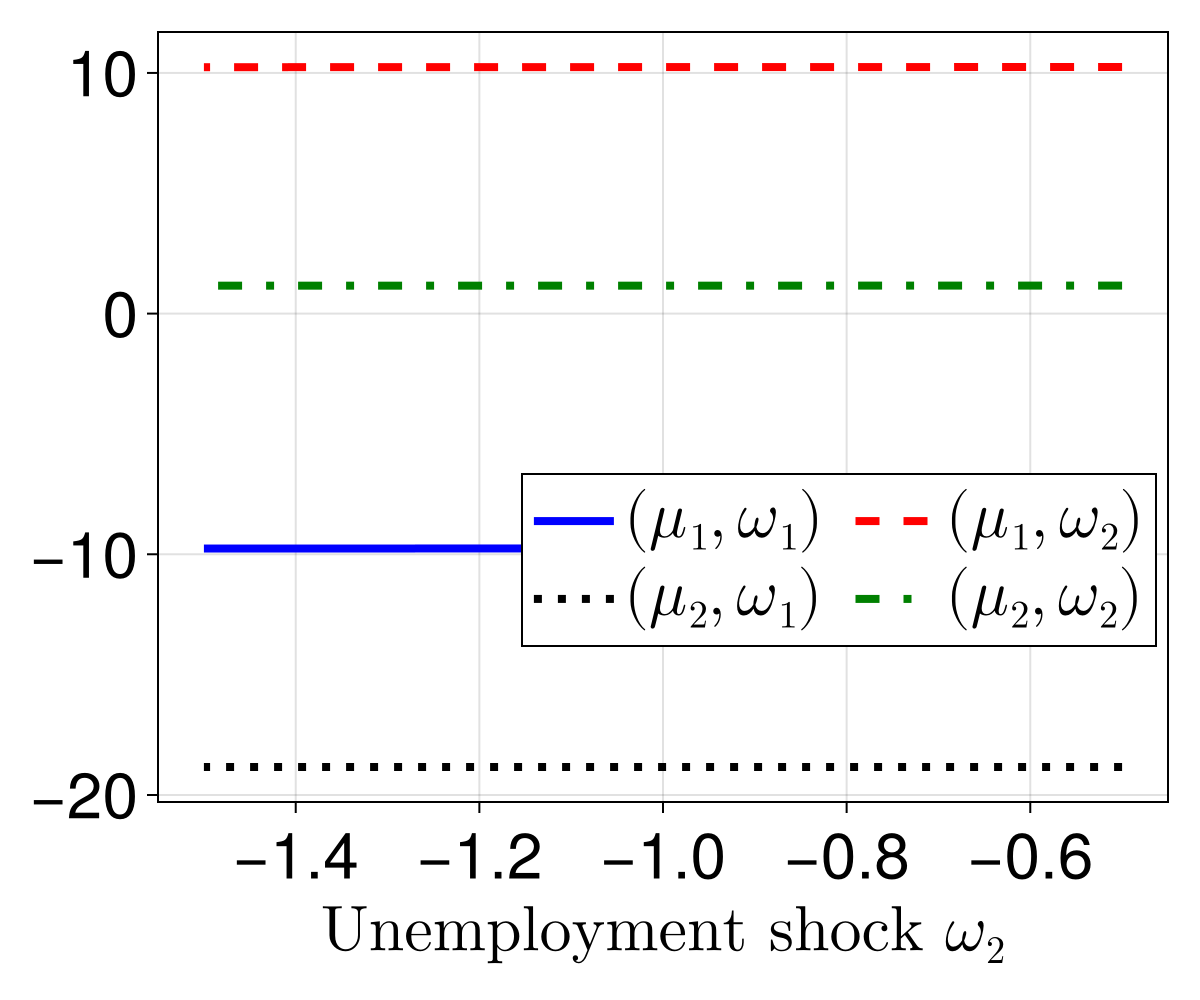 10
0
−10
(μ₁, ω₁) (μ₁, ω₂)
(μ₂, ω₁) (μ₂, ω₂)
−20
−1.4 −1.2 −1.0 −0.8 −0.6
Unemployment shock ω₂